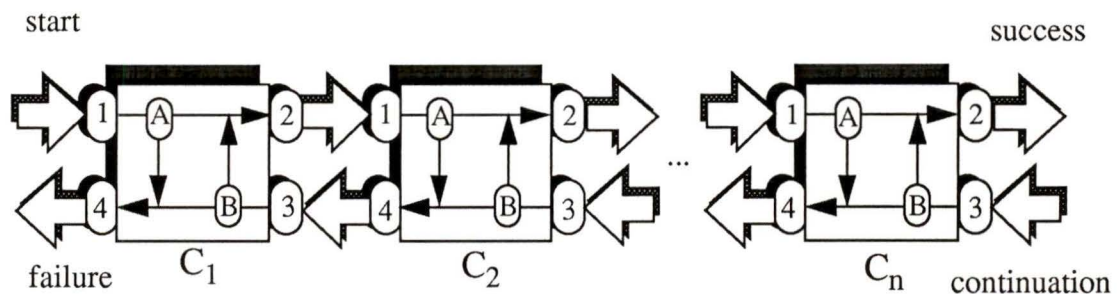 start
success
1 A 2 1 A 2 1 A 2
...
4 B 3 4 B 3 4 B 3
failure
C1
C2
Cn
continuation